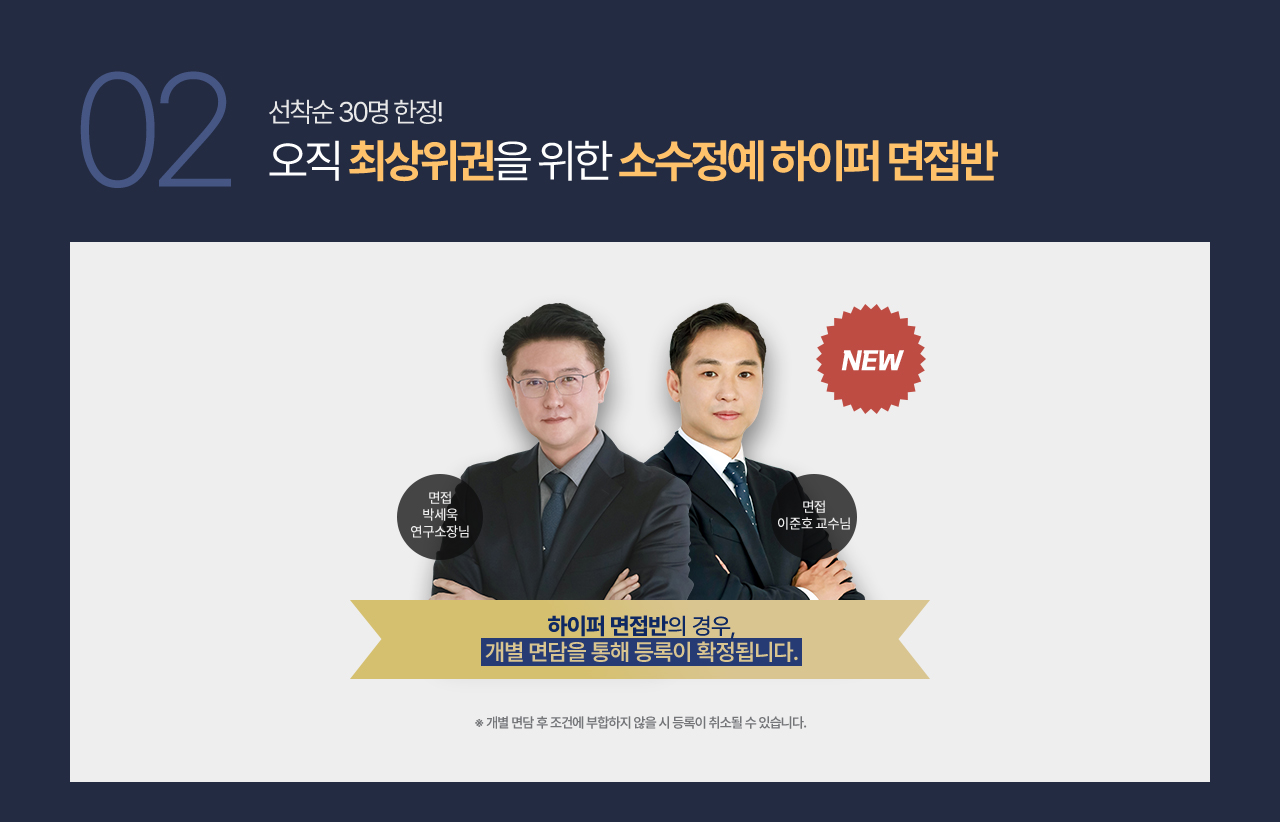 02
선착순 30명 한정!
오직 최상위권을 위한 소수정예 하이퍼 면접반
NEW
면접
박세욱
연구소장님
면접
이준호 교수님
하이퍼 면접반의 경우,
개별 면담을 통해 등록이 확정됩니다.
※ 개별 면담 후 조건에 부합하지 않을 시 등록이 취소될 수 있습니다.